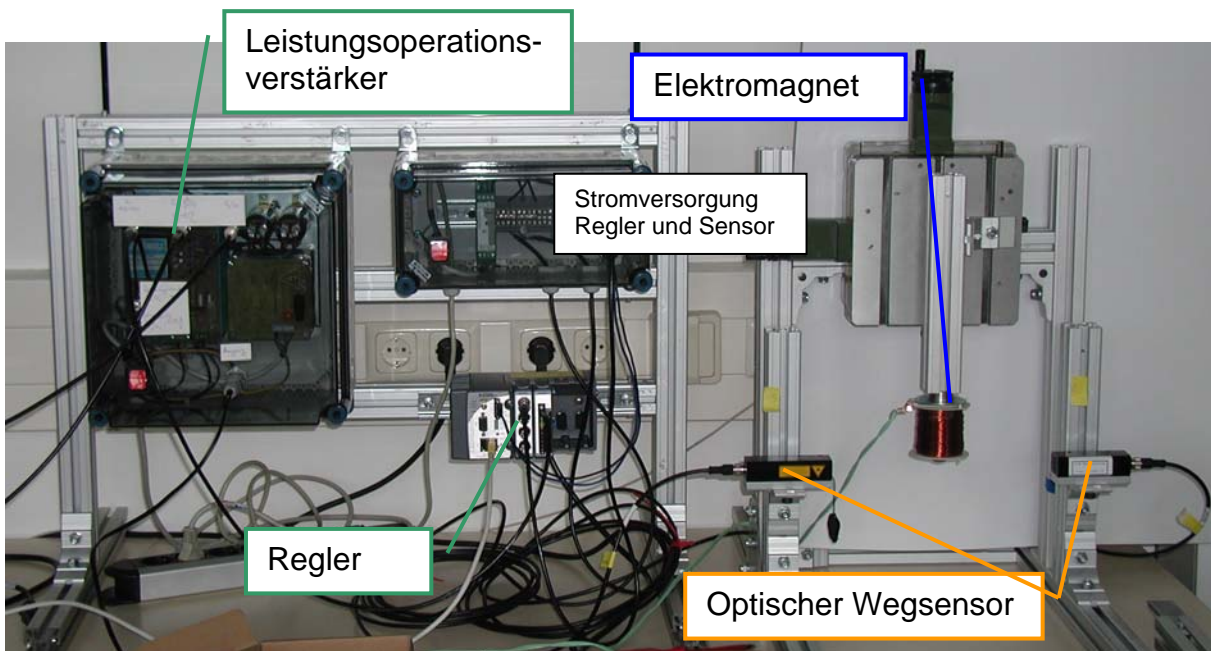 Leistungsoperations-
verstärker
Elektromagnet
Stromversorgung
Regler und Sensor
Regler
Optischer Wegsensor